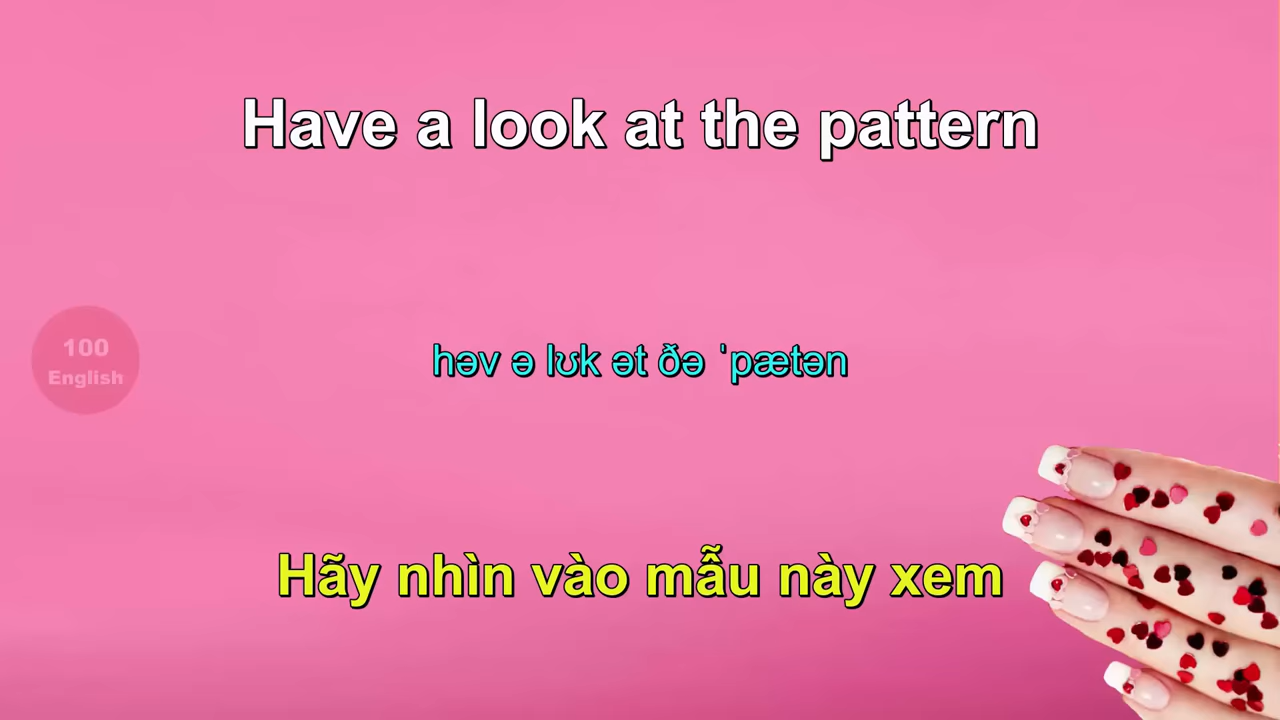 Have a look at the pattern
həv ə lʊk ət ðə ˈpætən
100
English
Hãy nhìn vào mẫu này xem